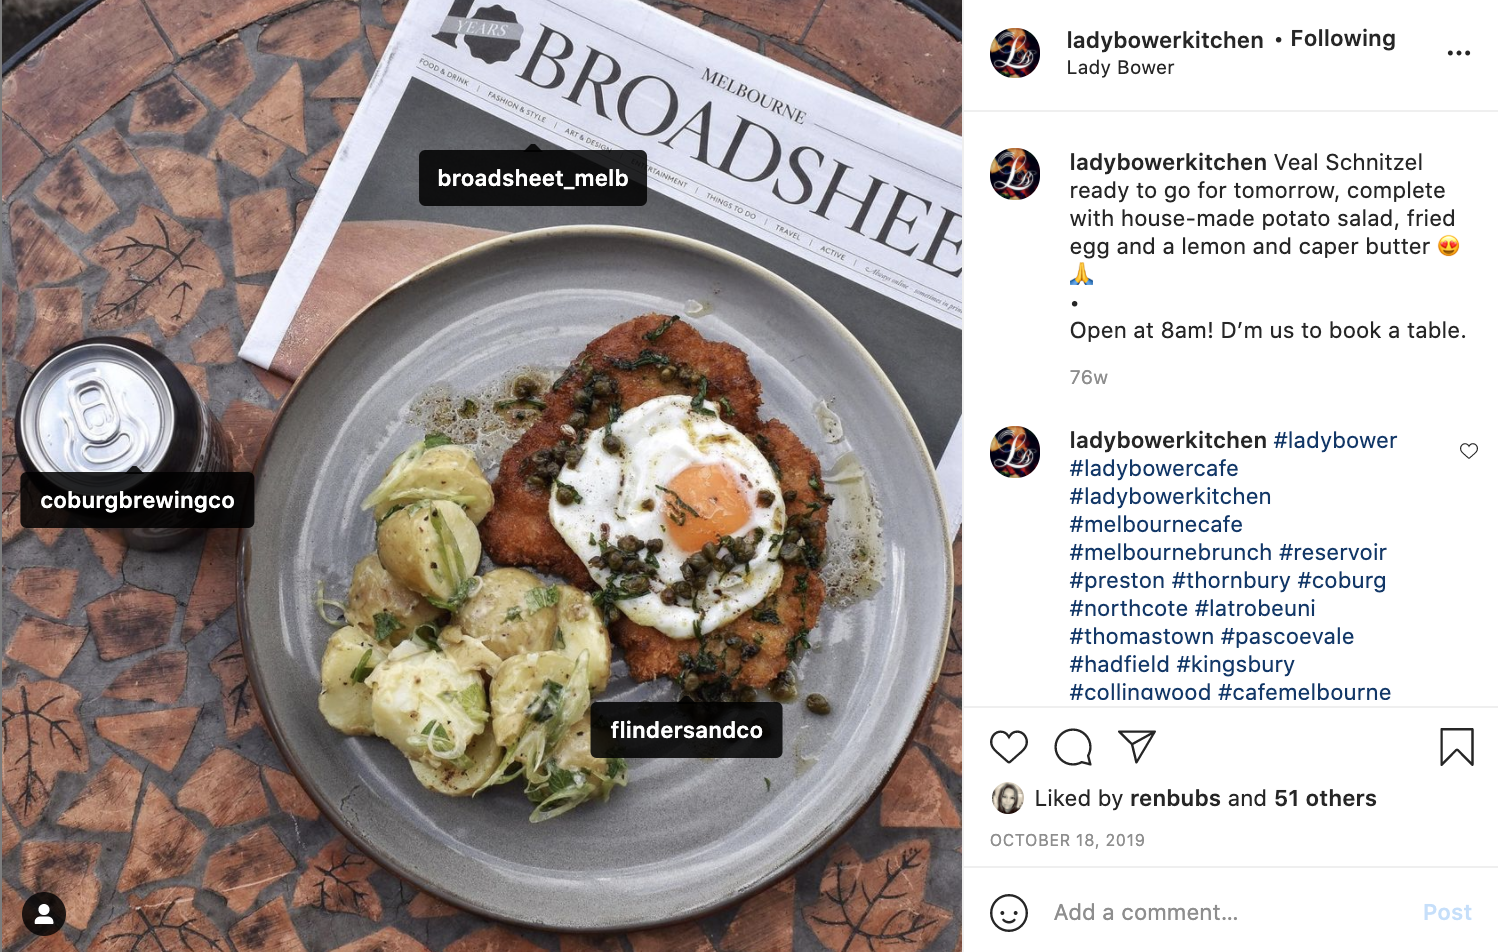 10
YEARS
MELBOURNE
BROADSHEE
FOOD & DRINK | FASHION & STYLE | ART & DESIGN | ENTERTAINMENT | THINGS TO DO | TRAVEL | ACTIVE |
broadsheet_melb
coburgbrewingco
flindersandco
ladybowerkitchen • Following
Lady Bower
ladybowerkitchen Veal Schnitzel
ready to go for tomorrow, complete
with house-made potato salad, fried
egg and a lemon and caper butter 😍
🙏
•
Open at 8am! D’m us to book a table.
76w
ladybowerkitchen #ladybower
#ladybowercafe
#ladybowerkitchen
#melbournecafe
#melbournebrunch #reservoir
#preston #thornbury #coburg
#northcote #latrobeuni
#thomastown #pascoevale
#hadfield #kingsbury
#collingwood #cafemelbourne
Liked by renbubs and 51 others
OCTOBER 18, 2019
Add a comment...
Post